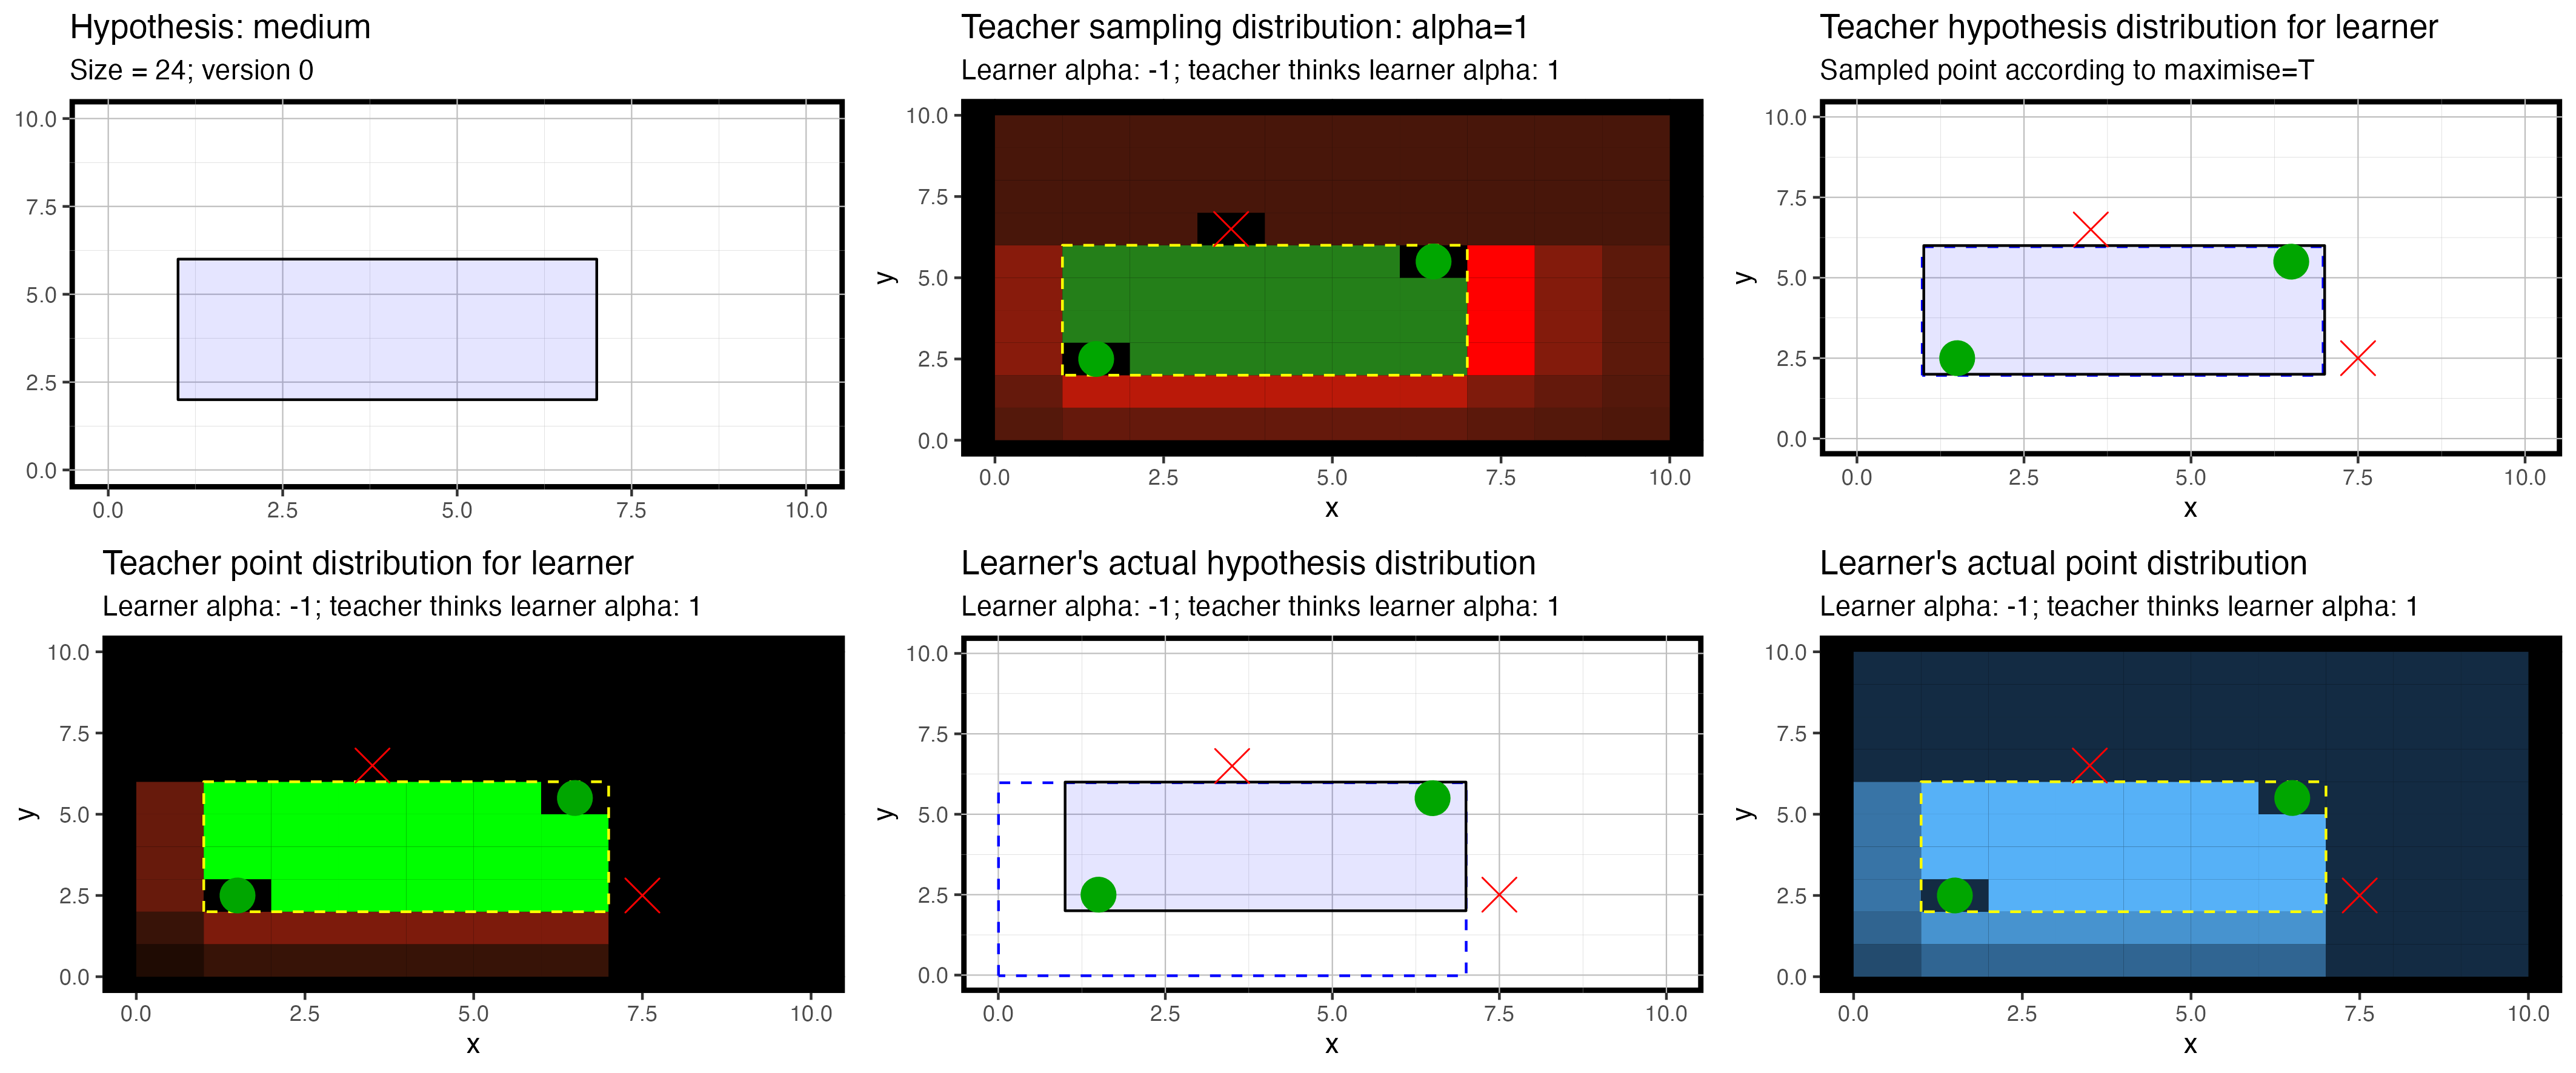 Hypothesis: medium
Size = 24; version 0
10.0
7.5
5.0
2.5
0.0
0.0 2.5 5.0 7.5 10.0
Teacher sampling distribution: alpha=1
Learner alpha: -1; teacher thinks learner alpha: 1
10.0
7.5
y
5.0
2.5
0.0
0.0 2.5 5.0 7.5 10.0
x
Teacher hypothesis distribution for learner
Sampled point according to maximise=T
10.0
7.5
y
5.0
2.5
0.0
0.0 2.5 5.0 7.5 10.0
x
Teacher point distribution for learner
Learner alpha: -1; teacher thinks learner alpha: 1
10.0
7.5
y
5.0
2.5
0.0
0.0 2.5 5.0 7.5 10.0
x
Learner's actual hypothesis distribution
Learner alpha: -1; teacher thinks learner alpha: 1
10.0
7.5
y
5.0
2.5
0.0
0.0 2.5 5.0 7.5 10.0
x
Learner's actual point distribution
Learner alpha: -1; teacher thinks learner alpha: 1
10.0
7.5
y
5.0
2.5
0.0
0.0 2.5 5.0 7.5 10.0
x